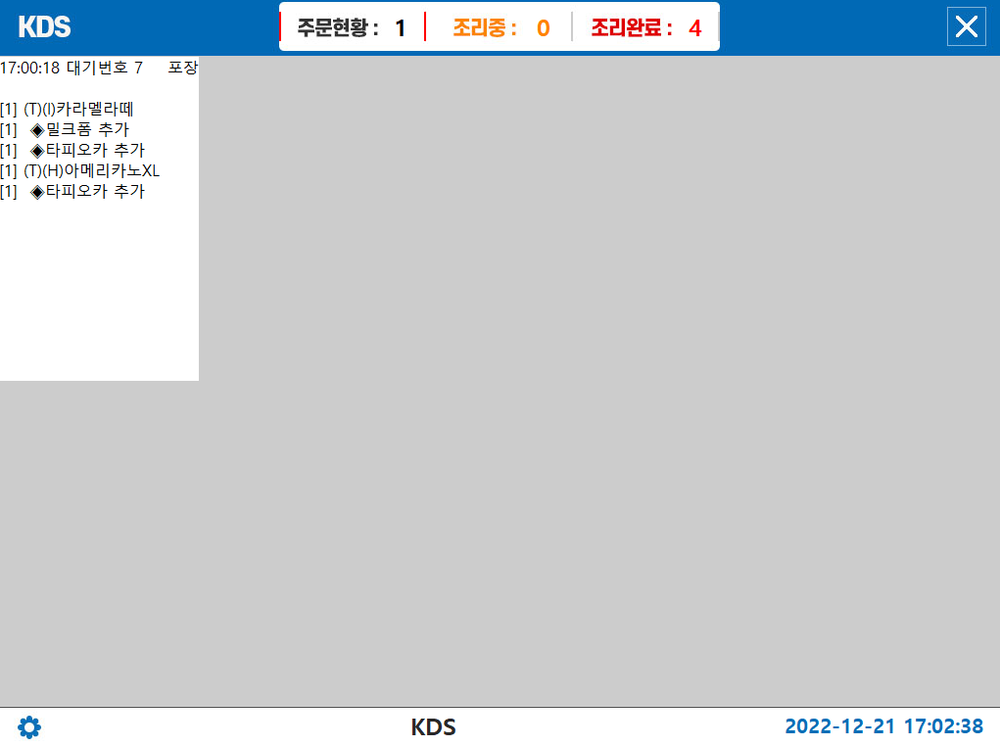 KDS
주문현황 : 1 조리중 : 0 조리완료 : 4
17:00:18 대기번호 7 포장
[1] (T)(I)카라멜라떼
[1] ◈밀크폼 추가
[1] ◈타피오카 추가
[1] (T)(H)아메리카노XL
[1] ◈타피오카 추가
KDS 2022-12-21 17:02:38